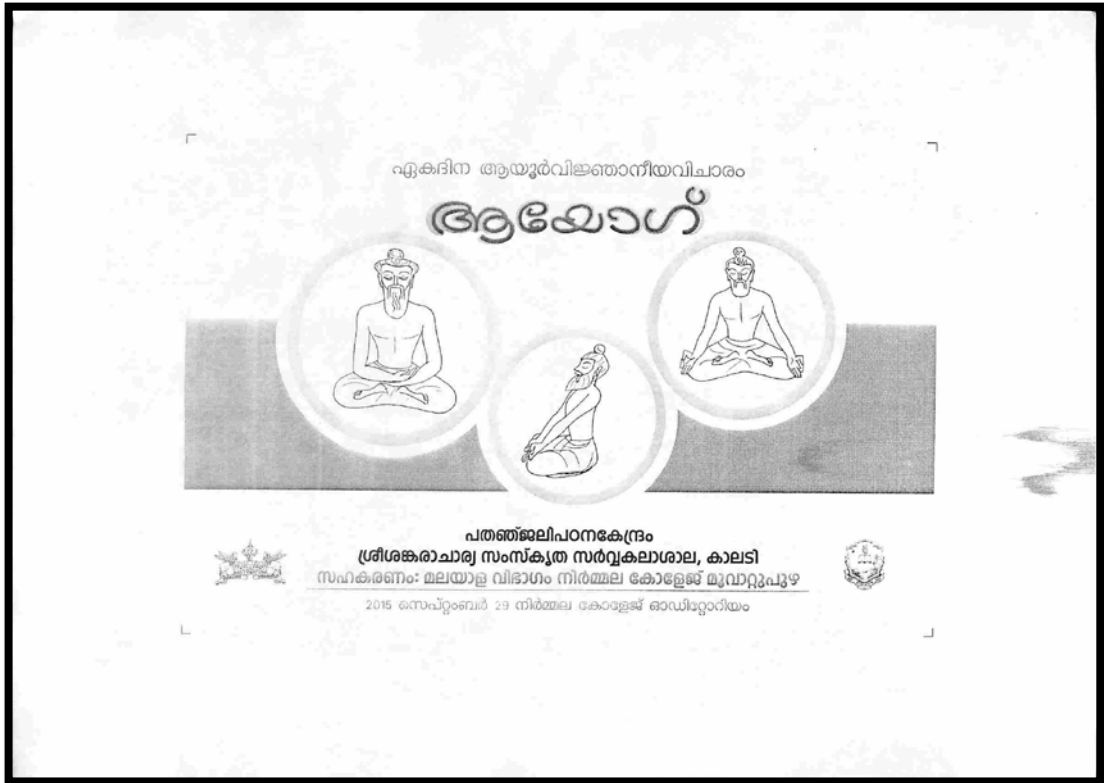 ഏകദിന ആയൂർവിജ്ഞാനീയവിചാരം
ആയോഗ്
പതഞ്ജലിപഠനകേന്ദ്രം
ശ്രീശങ്കരാചാര്യ സംസ്കൃത സർവ്വകലാശാല, കാലടി
സഹകരണം: മലയാള വിഭാഗം നിർമ്മല കോളേജ് മൂവാറ്റുപുഴ
2015 സെപ്റ്റംബർ 29 നിർമ്മല കോളേജ് ഓഡിറ്റോറിയം